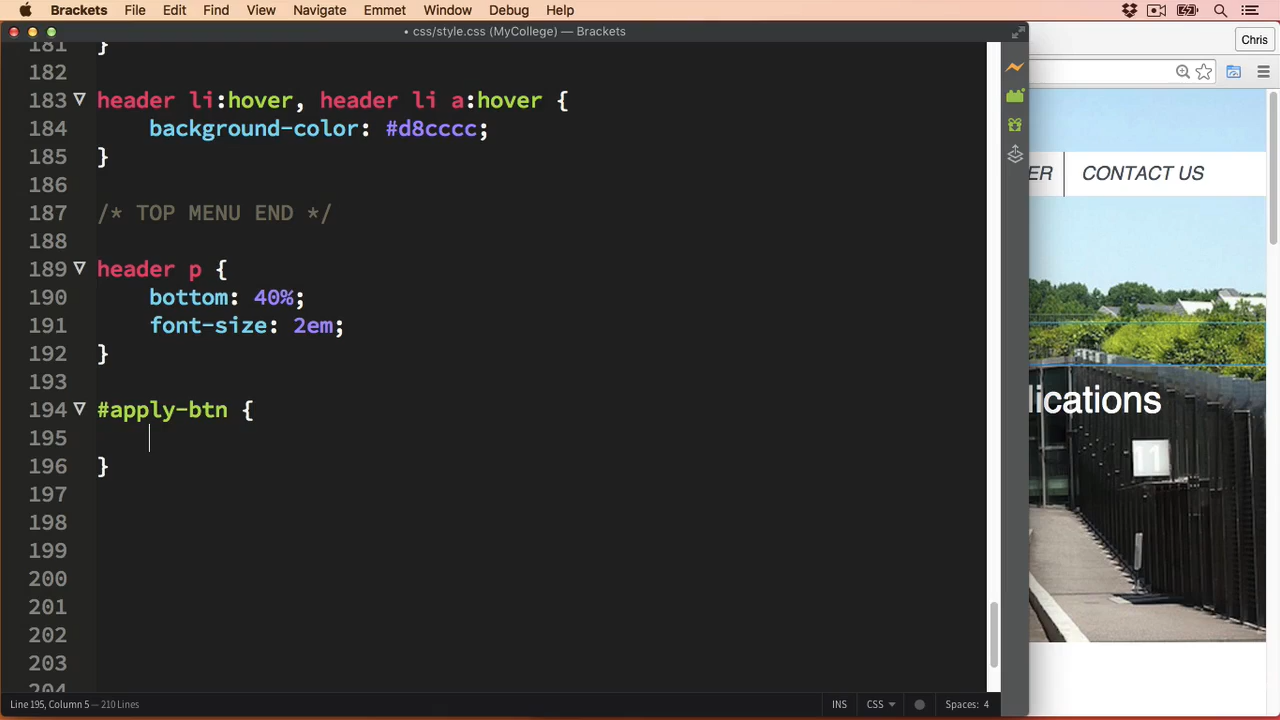 Brackets File Edit Find View Navigate Emmet Window Debug Help
• css/style.css (MyCollege) — Brackets
Chris
181 }
182
183 header li:hover, header li a:hover {
184 background-color: #d8cccc;
185 }
186
187 /* TOP MENU END */
188
189 header p {
190 bottom: 40%;
191 font-size: 2em;
192 }
193
194 #apply-btn {
195
196 }
197
198
199
200
201
202
203
204
ER CONTACT US
lications
11
Line 195, Column 5 — 210 Lines
INS CSS Spaces: 4